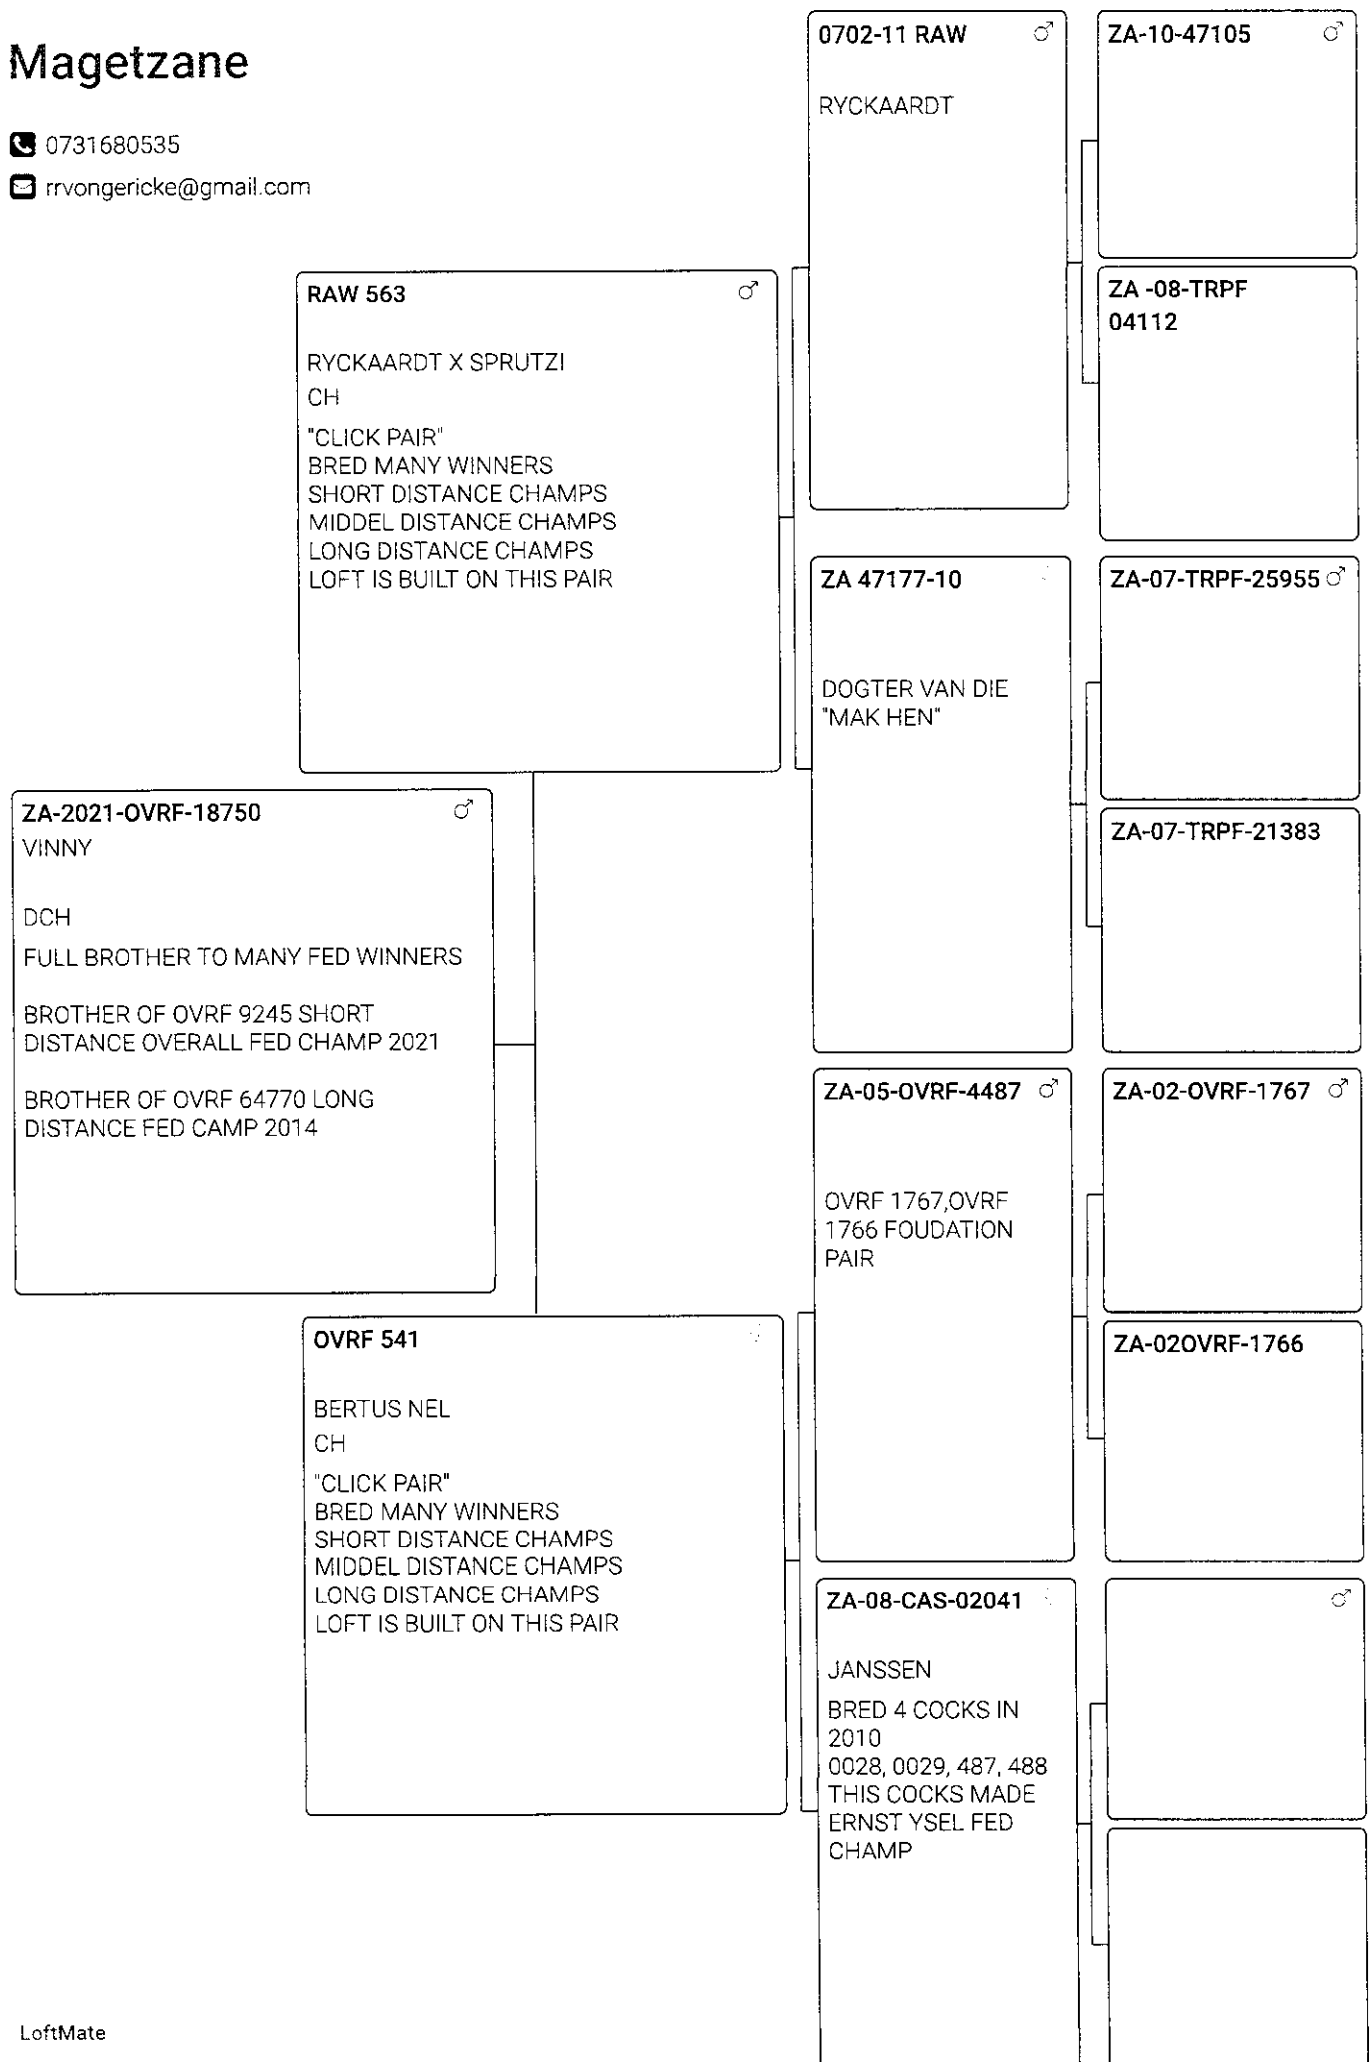 Magetzane
0731680535
rrvongericke@gmail.com
RAW 563 ♂
RYCKAARDT X SPRUTZI
CH
"CLICK PAIR"
BRED MANY WINNERS
SHORT DISTANCE CHAMPS
MIDDEL DISTANCE CHAMPS
LONG DISTANCE CHAMPS
LOFT IS BUILT ON THIS PAIR
ZA-2021-OVRF-18750 ♂
VINNY
DCH
FULL BROTHER TO MANY FED WINNERS
BROTHER OF OVRF 9245 SHORT
DISTANCE OVERALL FED CHAMP 2021
BROTHER OF OVRF 64770 LONG
DISTANCE FED CAMP 2014
OVRF 541
BERTUS NEL
CH
"CLICK PAIR"
BRED MANY WINNERS
SHORT DISTANCE CHAMPS
MIDDEL DISTANCE CHAMPS
LONG DISTANCE CHAMPS
LOFT IS BUILT ON THIS PAIR
0702-11 RAW ♂
RYCKAARDT
ZA 47177-10
DOGTER VAN DIE
"MAK HEN"
ZA-05-OVRF-4487 ♂
OVRF 1767,OVRF
1766 FOUDATION
PAIR
ZA-08-CAS-02041
JANSSEN
BRED 4 COCKS IN
2010
0028, 0029, 487, 488
THIS COCKS MADE
ERNST YSEL FED
CHAMP
ZA-10-47105 ♂
ZA -08-TRPF
04112
ZA-07-TRPF-25955 ♂
ZA-07-TRPF-21383
ZA-02-OVRF-1767 ♂
ZA-02OVRF-1766
♂
LoftMate